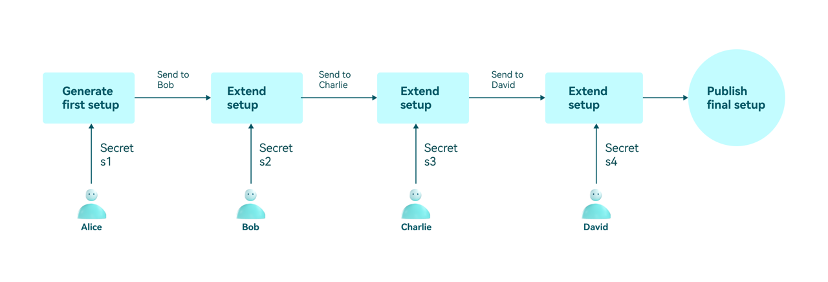 Send to
Bob
Send to
Charlie
Send to
David
Generate
first setup
Extend
setup
Extend
setup
Extend
setup
Publish
final setup
Secret
s1
Secret
s2
Secret
s3
Secret
s4
Alice
Bob
Charlie
David